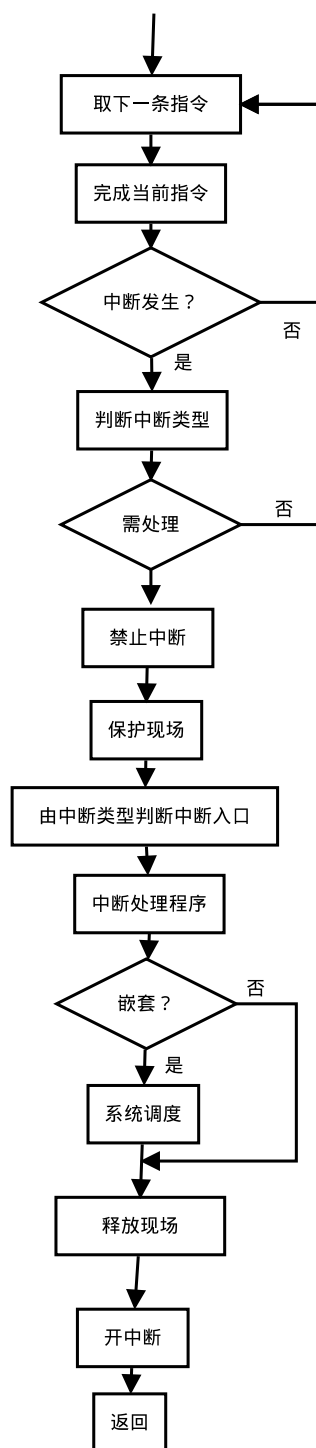 取下一条指令
完成当前指令
中断发生？
否
是
判断中断类型
否
需处理
禁止中断
保护现场
由中断类型判断中断入口
中断处理程序
否
嵌套？
是
系统调度
释放现场
开中断
返回